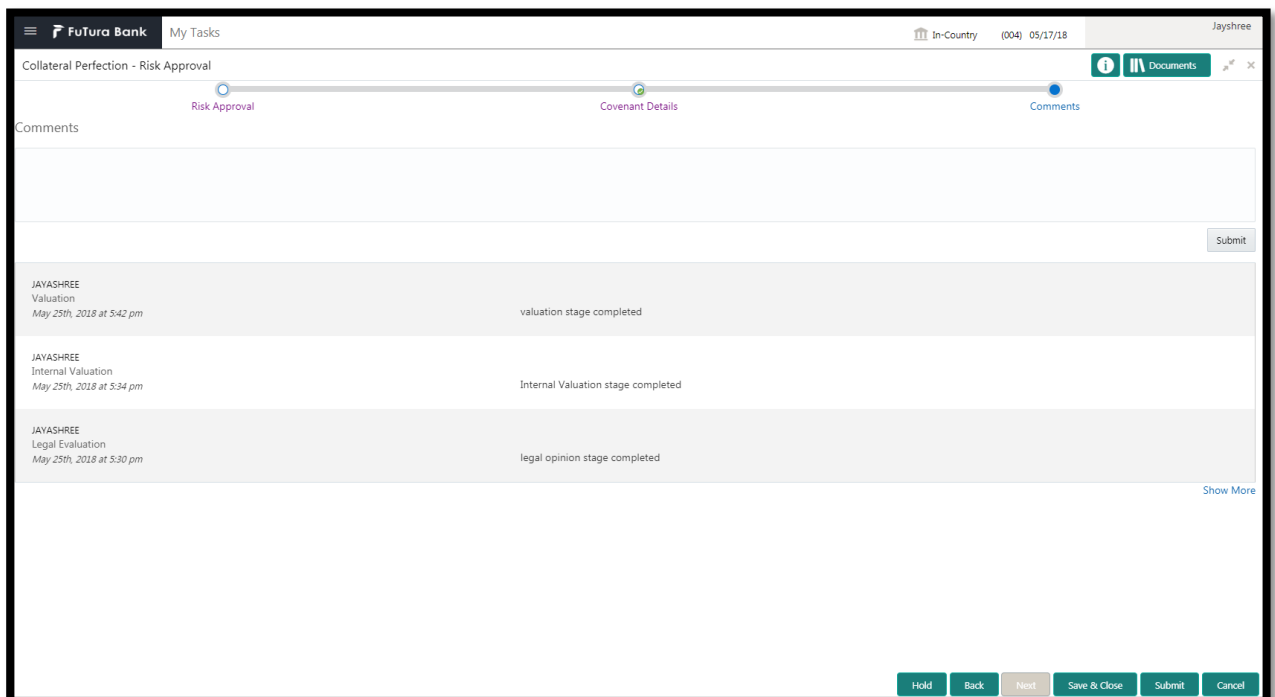 FuTura Bank My Tasks In-Country (004) 05/17/18 Jayshree
Collateral Perfection - Risk Approval Documents
Risk Approval Covenant Details Comments
Comments
Submit
JAYASHREE
Valuation
May 25th, 2018 at 5:42 pm valuation stage completed
JAYASHREE
Internal Valuation
May 25th, 2018 at 5:34 pm Internal Valuation stage completed
JAYASHREE
Legal Evaluation
May 25th, 2018 at 5:30 pm legal opinion stage completed
Show More
Hold Back Next Save & Close Submit Cancel